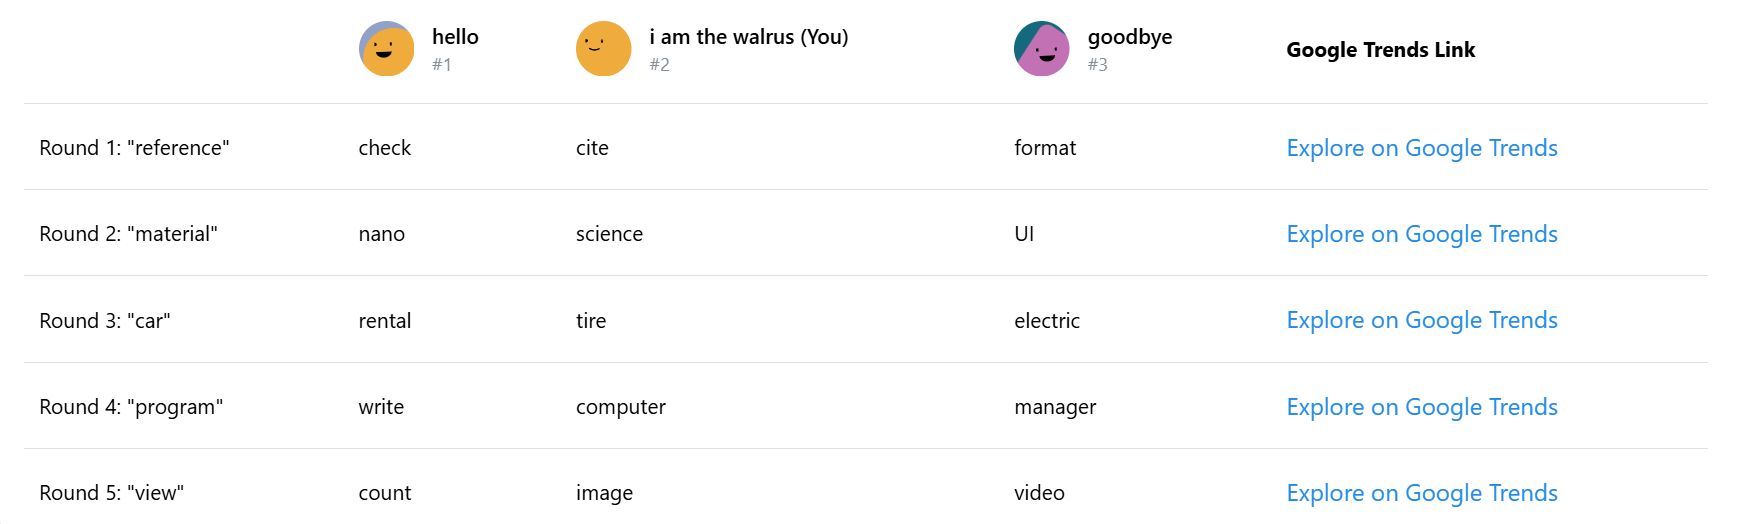 hello
#1
i am the walrus (You)
#2
goodbye
#3
Google Trends Link
Round 1: "reference" check cite format Explore on Google Trends
Round 2: "material" nano science UI Explore on Google Trends
Round 3: "car" rental tire electric Explore on Google Trends
Round 4: "program" write computer manager Explore on Google Trends
Round 5: "view" count image video Explore on Google Trends